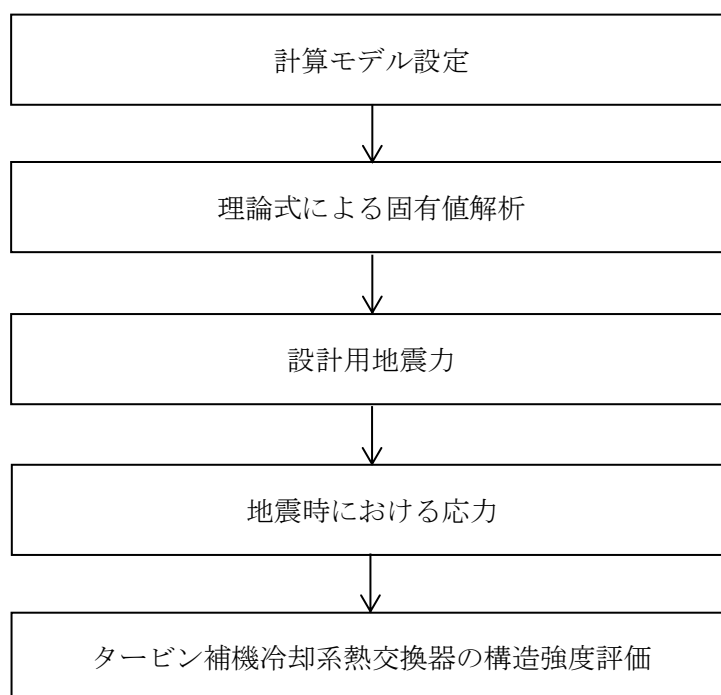 計算モデル設定
理論式による固有値解析
設計用地震力
地震時における応力
タービン補機冷却系熱交換器の構造強度評価